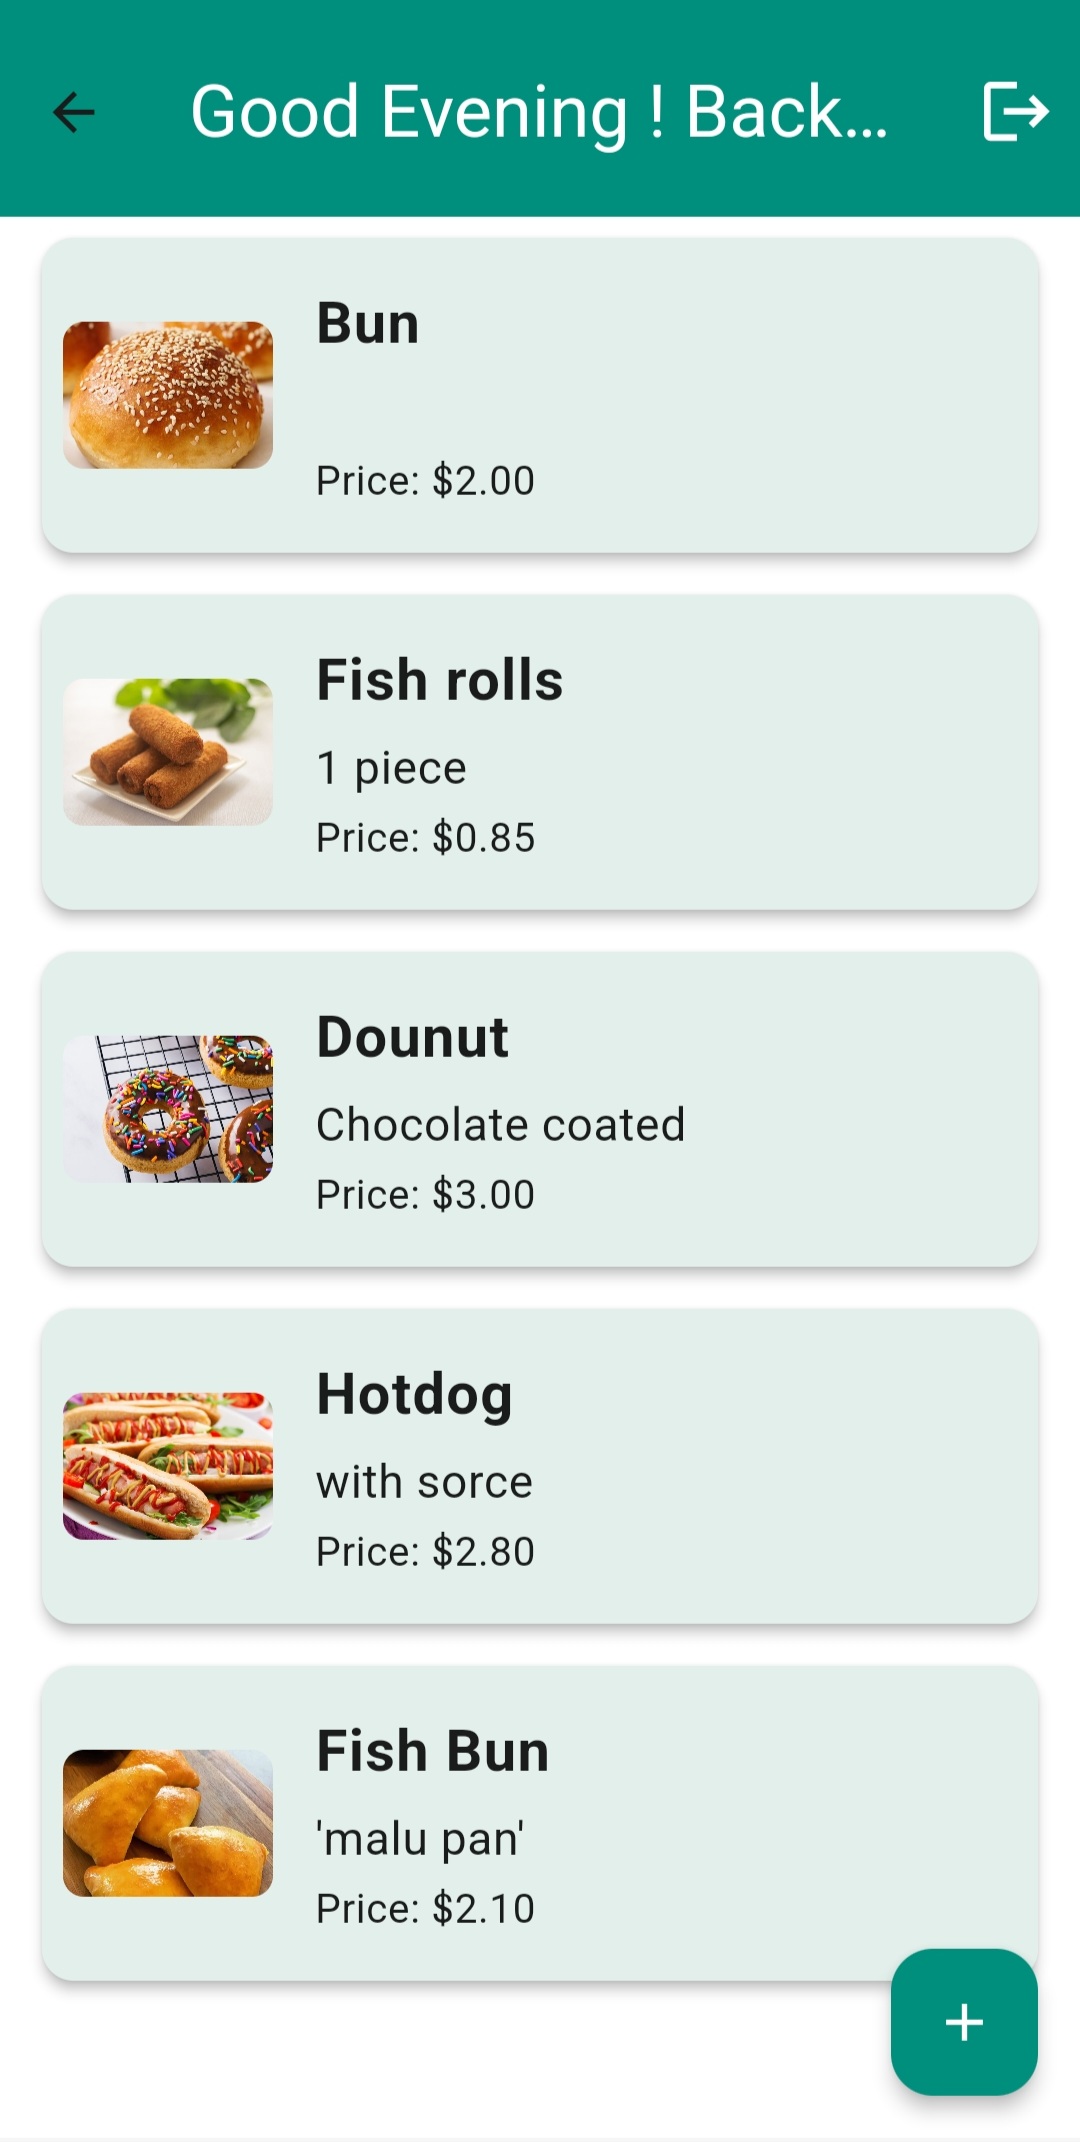 Good Evening ! Back...
Bun
Price: $2.00
Fish rolls
1 piece
Price: $0.85
Dounut
Chocolate coated
Price: $3.00
Hotdog
with sorce
Price: $2.80
Fish Bun
'malu pan'
Price: $2.10